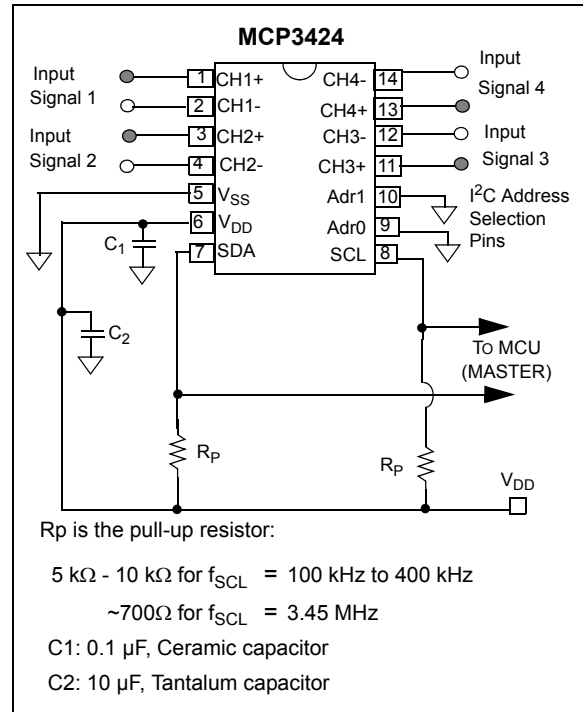 MCP3424
Input
Signal 1
1 CH1+
2 CH1-
Input
Signal 2
3 CH2+
4 CH2-
5 VSS
6 VDD
7 SDA
CH4- 14
CH4+ 13
Input
Signal 4
CH3- 12
CH3+ 11
Input
Signal 3
Adr1 10
Adr0 9
SCL 8
I²C Address
Selection
Pins
C1
C2
TO MCU
(MASTER)
RP
RP
VDD
Rp is the pull-up resistor:
5 kΩ - 10 kΩ for fSCL = 100 kHz to 400 kHz
~700Ω for fSCL = 3.45 MHz
C1: 0.1 µF, Ceramic capacitor
C2: 10 µF, Tantalum capacitor